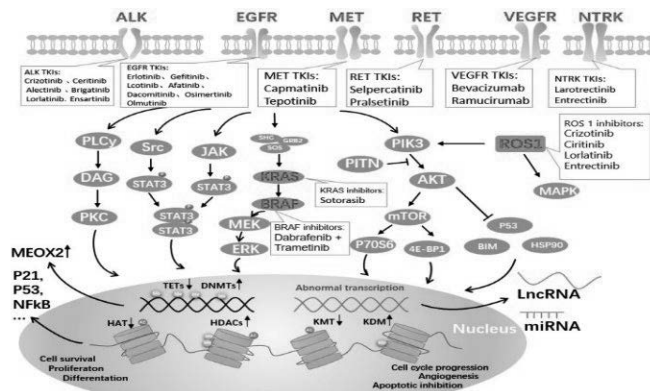 ALK EGFR MET RET VEGFR NTRK
ALK TKIs:
Crizotinib、Ceritinib
Alectinib、Brigatinib
Lorlatinib、Ensartinib
EGFR TKIs:
Erlotinib、Gefitinib、
Lcotinib、Afatinib、
Dacomitinib、Osimertinib
Olmutinib
MET TKIs:
Capmatinib
Tepotinib
RET TKIs:
Selpercatinib
Pralsetinib
VEGFR TKIs:
Bevacizumab
Ramucirumab
NTRK TKIs:
Larotrectinib
Entrectinib
PLCγ
DAG
PKC
Src
STAT3
STAT3
STAT3
JAK
STAT3
SHC
GRB2
SOS
KRAS
BRAF
MEK
ERK
KRAS inhibitors:
Sotorasib
BRAF inhibitors:
Dabrafenib +
Trametinib
PIK3
PITN
AKT
mTOR
P70S6
4E-BP1
ROS1
MAPK
ROS 1 inhibitors:
Crizotinib
Ciritinib
Lorlatinib
Entrectinib
P53
BIM
HSP90
MEOX2↑
P21,
P53,
NFkB
...
TETs↓ DNMTs↑
HAT↓ HDACs↑
Abnormal transcription
KMT↓ KDM↑
Nucleus
LncRNA
miRNA
Cell survival
Proliferaton
Differentiation
Cell cycle progression
Angiogenesis
Apoptotic inhibition